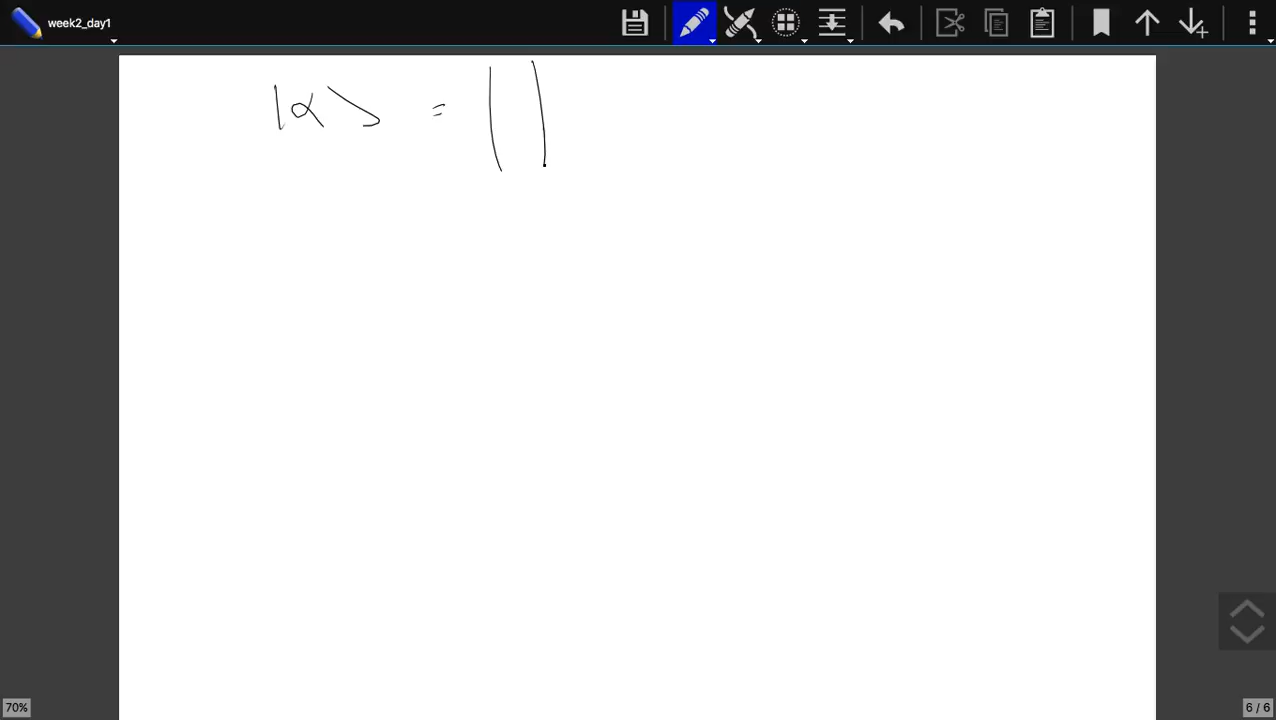 week2_day1
|α> = ( )
70%
6 / 6